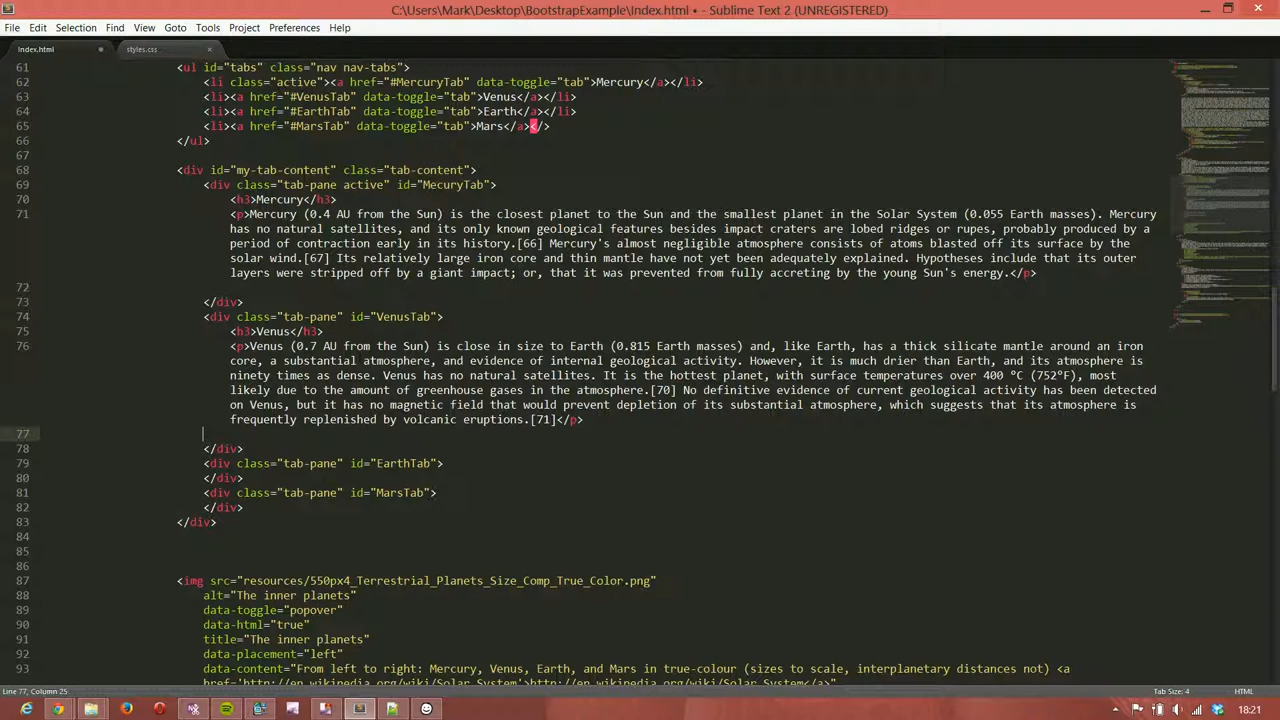 C:\Users\Mark\Desktop\BootstrapExample\Index.html • - Sublime Text 2 (UNREGISTERED)
File Edit Selection Find View Goto Tools Project Preferences Help
Index.html styles.css
61 <ul id="tabs" class="nav nav-tabs">
62 <li class="active"><a href="#MercuryTab" data-toggle="tab">Mercury</a></li>
63 <li><a href="#VenusTab" data-toggle="tab">Venus</a></li>
64 <li><a href="#EarthTab" data-toggle="tab">Earth</a></li>
65 <li><a href="#MarsTab" data-toggle="tab">Mars</a></
66 </ul>
68 <div id="my-tab-content" class="tab-content">
69 <div class="tab-pane active" id="MecuryTab">
70 <h3>Mercury</h3>
71 <p>Mercury (0.4 AU from the Sun) is the closest planet to the Sun and the smallest planet in the Solar System (0.055 Earth masses). Mercury
has no natural satellites, and its only known geological features besides impact craters are lobed ridges or rupes, probably produced by a
period of contraction early in its history.[66] Mercury's almost negligible atmosphere consists of atoms blasted off its surface by the
solar wind.[67] Its relatively large iron core and thin mantle have not yet been adequately explained. Hypotheses include that its outer
layers were stripped off by a giant impact; or, that it was prevented from fully accreting by the young Sun's energy.</p>
72
73 </div>
74 <div class="tab-pane" id="VenusTab">
75 <h3>Venus</h3>
76 <p>Venus (0.7 AU from the Sun) is close in size to Earth (0.815 Earth masses) and, like Earth, has a thick silicate mantle around an iron
core, a substantial atmosphere, and evidence of internal geological activity. However, it is much drier than Earth, and its atmosphere is
ninety times as dense. Venus has no natural satellites. It is the hottest planet, with surface temperatures over 400 °C (752°F), most
likely due to the amount of greenhouse gases in the atmosphere.[70] No definitive evidence of current geological activity has been detected
on Venus, but it has no magnetic field that would prevent depletion of its substantial atmosphere, which suggests that its atmosphere is
frequently replenished by volcanic eruptions.[71]</p>
77
78 </div>
79 <div class="tab-pane" id="EarthTab">
80 </div>
81 <div class="tab-pane" id="MarsTab">
82 </div>
83 </div>
84
85
86
87 <img src="resources/550px4_Terrestrial_Planets_Size_Comp_True_Color.png"
88 alt="The inner planets"
89 data-toggle="popover"
90 data-html="true"
91 title="The inner planets"
92 data-placement="left"
93 data-content="From left to right: Mercury, Venus, Earth, and Mars in true-colour (sizes to scale, interplanetary distances not) <a
href='http://en.wikipedia.org/wiki/Solar_System'>http://en.wikipedia.org/wiki/Solar_System</a>"
Line 77, Column 25 Tab Size: 4 HTML
18:21